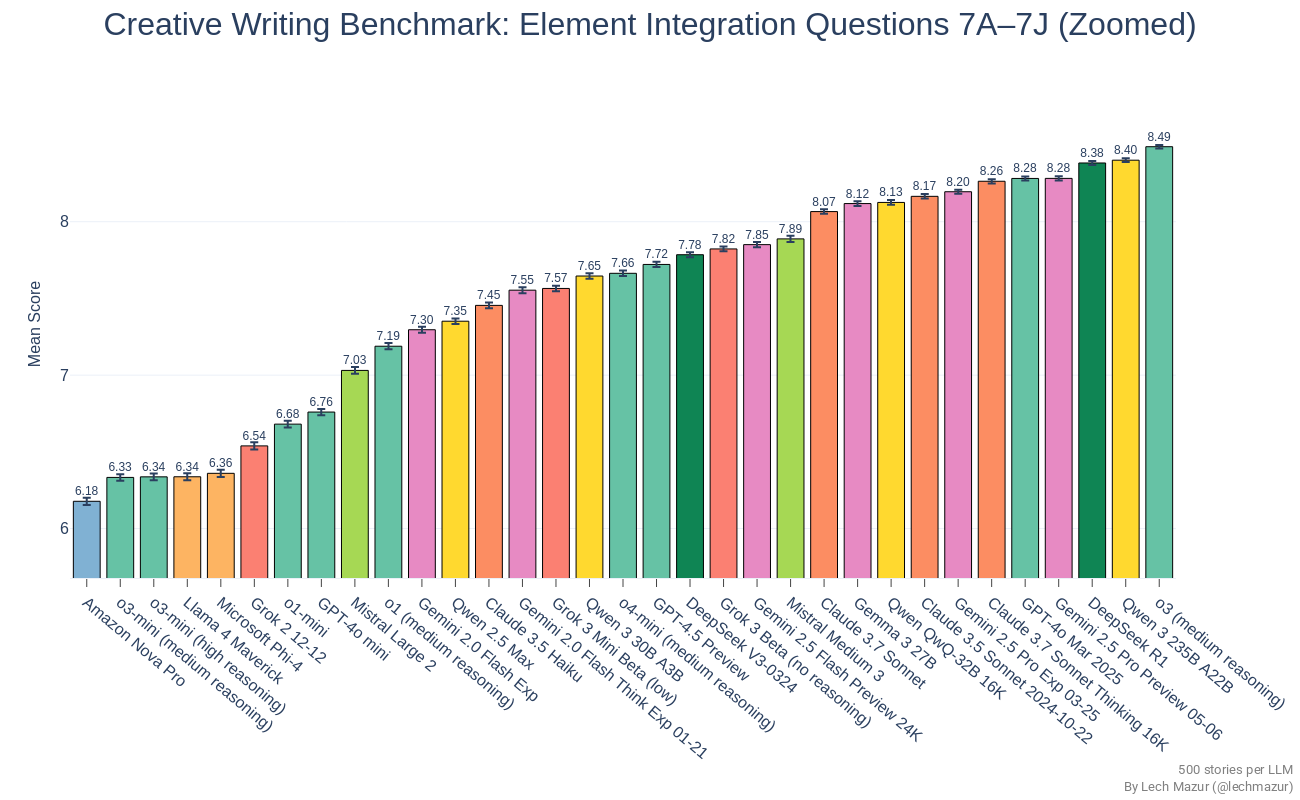 Creative Writing Benchmark: Element Integration Questions 7A–7J (Zoomed)
Mean Score
8
7
6
6.18
6.33
6.34
6.34
6.36
6.54
6.68
6.76
7.03
7.19
7.30
7.35
7.45
7.55
7.57
7.65
7.66
7.72
7.78
7.82
7.85
7.89
8.07
8.12
8.13
8.17
8.20
8.26
8.28
8.28
8.38
8.40
8.49
Amazon Nova Pro
o3-mini (medium reasoning)
o3-mini (high reasoning)
Llama 4 Maverick
Microsoft Phi-4
Grok 2 12-12
o1-mini
GPT-4o mini
Mistral Large 2
o1 (medium reasoning)
Gemini 2.0 Flash Exp
Qwen 2.5 Max
Claude 3.5 Haiku
Gemini 2.0 Flash Think Exp 01-21
Grok 3 Mini Beta (low)
Qwen 3 30B A3B
o4-mini (medium reasoning)
GPT-4.5 Preview
DeepSeek V3-0324
Grok 3 Beta (no reasoning)
Gemini 2.5 Flash Preview 24K
Mistral Medium 3
Claude 3.7 Sonnet
Gemma 3 27B
Qwen QwQ-32B 16K
Claude 3.5 Sonnet 2024-10-22
Gemini 2.5 Pro Exp 03-25
Claude 3.7 Sonnet Thinking 16K
GPT-4o Mar 2025
Gemini 2.5 Pro Preview 05-06
DeepSeek R1
Qwen 3 235B A22B
o3 (medium reasoning)
500 stories per LLM
By Lech Mazur (@lechmazur)